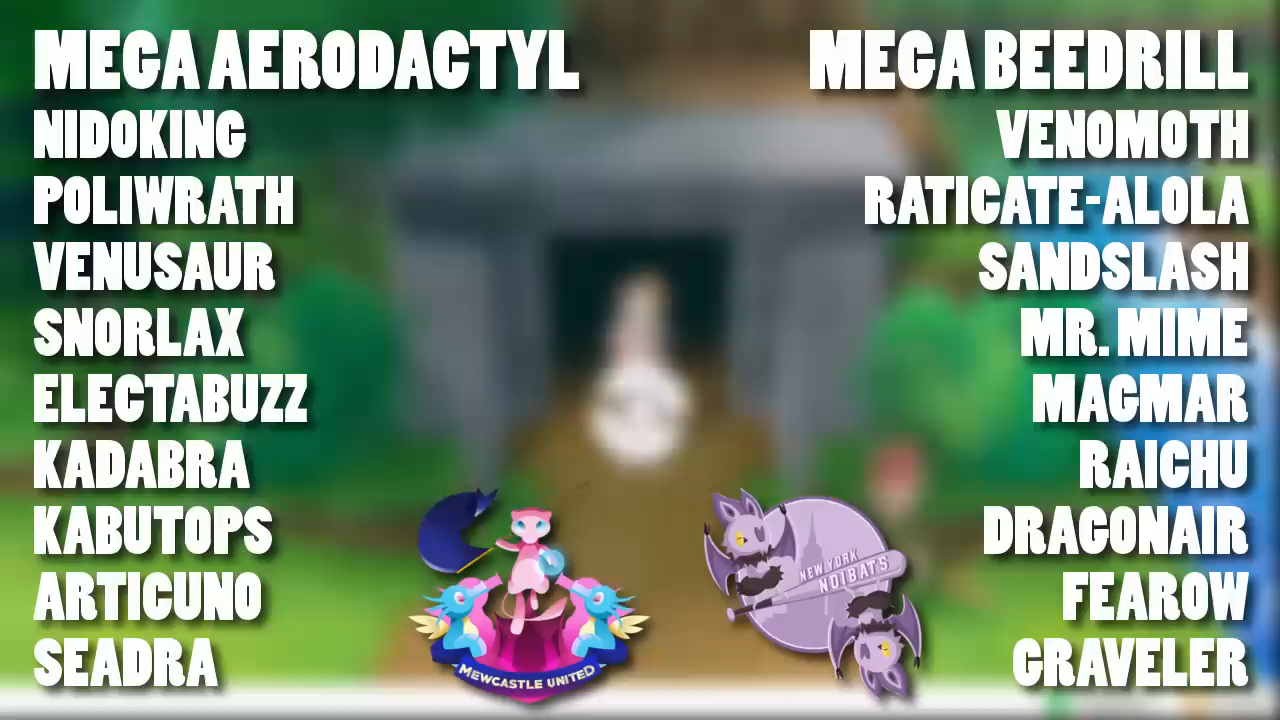 MEGA AERODACTYL
NIDOKING
POLIWRATH
VENUSAUR
SNORLAX
ELECTABUZZ
KADABRA
KABUTOPS
ARTICUNO
SEADRA
MEGA BEEDRILL
VENOMOTH
RATICATE-ALOLA
SANDSLASH
MR. MIME
MAGMAR
RAICHU
DRAGONAIR
FEAROW
GRAVELER
MEWCASTLE UNITED
NEW YORK
NOIBATS